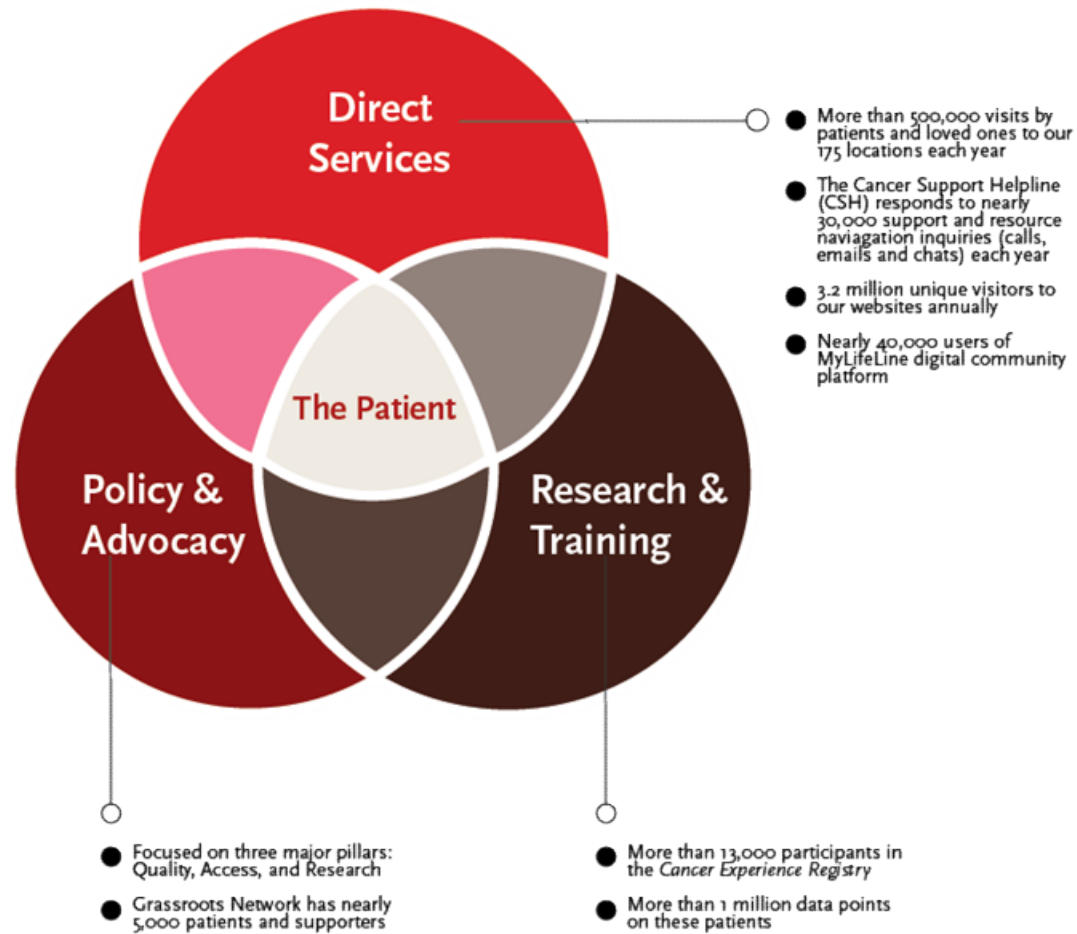 Direct
Services
More than 500,000 visits by
patients and loved ones to our
175 locations each year
The Cancer Support Helpline
(CSH) responds to nearly
30,000 support and resource
naviagation inquiries (calls,
emails and chats) each year
3.2 million unique visitors to
our websites annually
Nearly 40,000 users of
MyLifeLine digital community
platform
The Patient
Policy &
Advocacy
Research &
Training
Focused on three major pillars:
Quality, Access, and Research
Grassroots Network has nearly
5,000 patients and supporters
More than 13,000 participants in
the Cancer Experience Registry
More than 1 million data points
on these patients